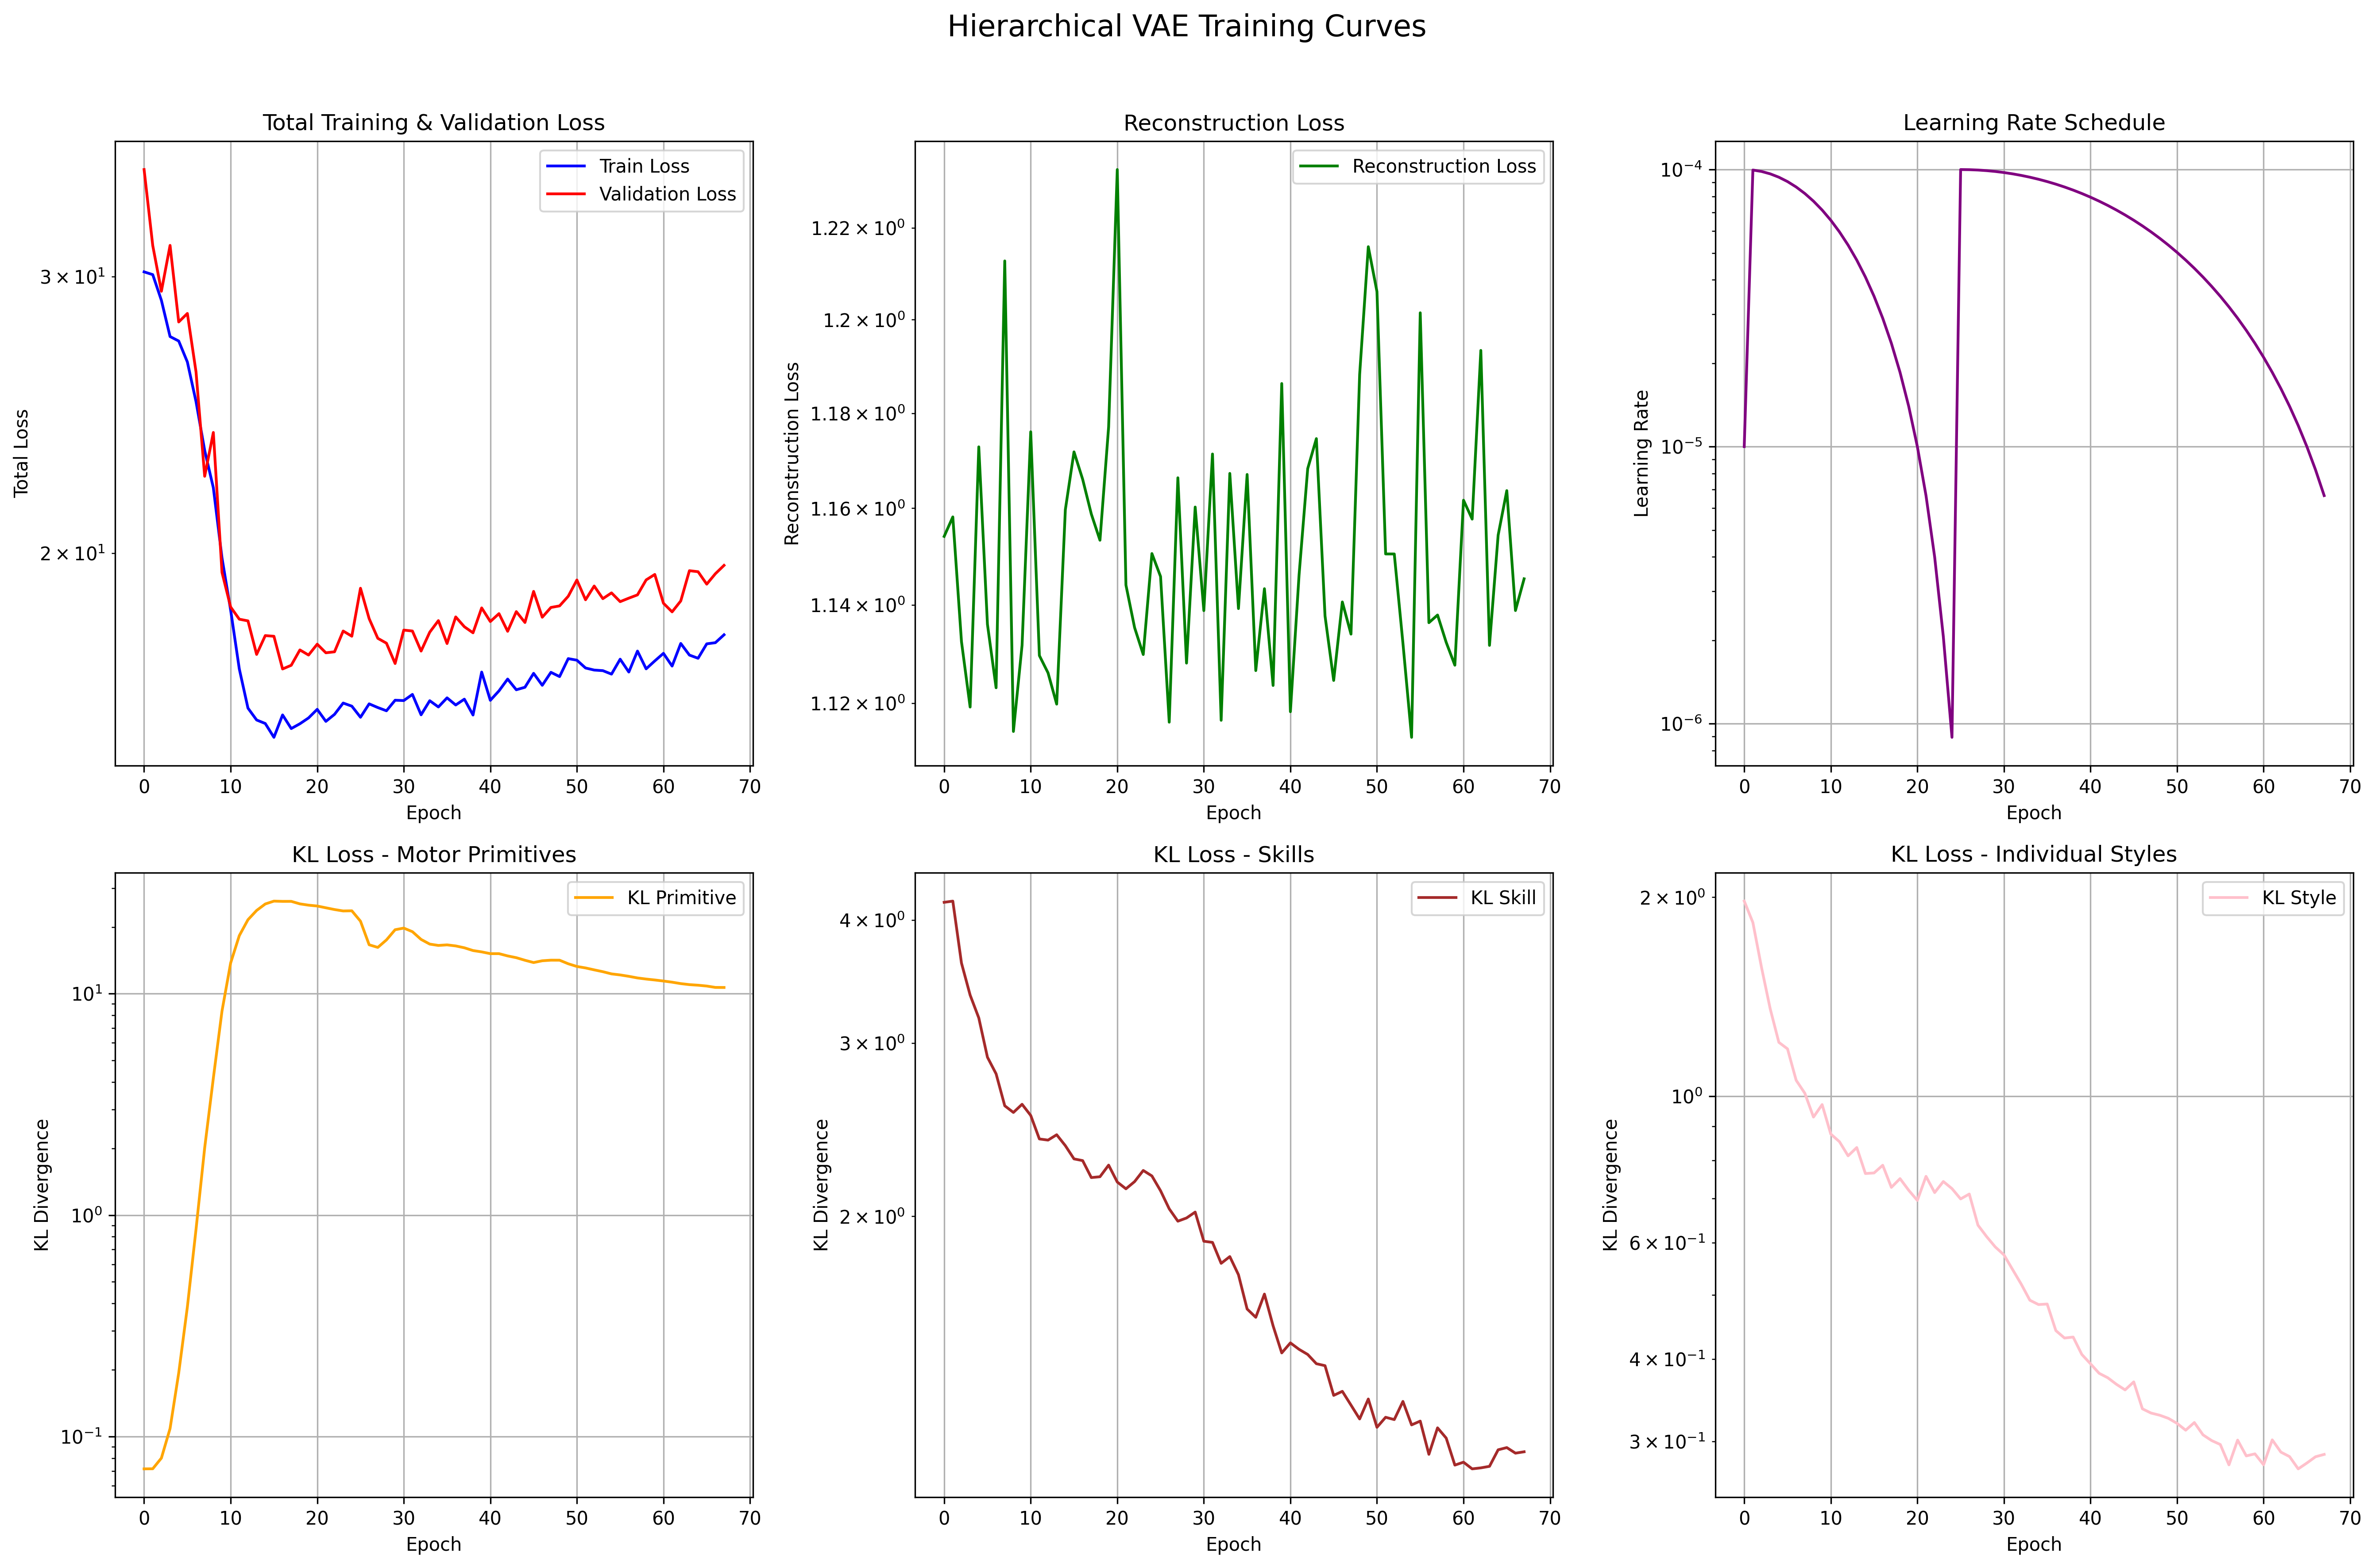 Hierarchical VAE Training Curves
Total Training & Validation Loss
Train Loss
Validation Loss
3 × 10¹
2 × 10¹
Total Loss
0 10 20 30 40 50 60 70
Epoch
Reconstruction Loss
Reconstruction Loss
1.22 × 10⁰
1.2 × 10⁰
1.18 × 10⁰
1.16 × 10⁰
1.14 × 10⁰
1.12 × 10⁰
Reconstruction Loss
0 10 20 30 40 50 60 70
Epoch
Learning Rate Schedule
10⁻⁴
10⁻⁵
10⁻⁶
Learning Rate
0 10 20 30 40 50 60 70
Epoch
KL Loss - Motor Primitives
KL Primitive
10¹
10⁰
10⁻¹
KL Divergence
0 10 20 30 40 50 60 70
Epoch
KL Loss - Skills
KL Skill
4 × 10⁰
3 × 10⁰
2 × 10⁰
KL Divergence
0 10 20 30 40 50 60 70
Epoch
KL Loss - Individual Styles
KL Style
2 × 10⁰
10⁰
6 × 10⁻¹
4 × 10⁻¹
3 × 10⁻¹
KL Divergence
0 10 20 30 40 50 60 70
Epoch